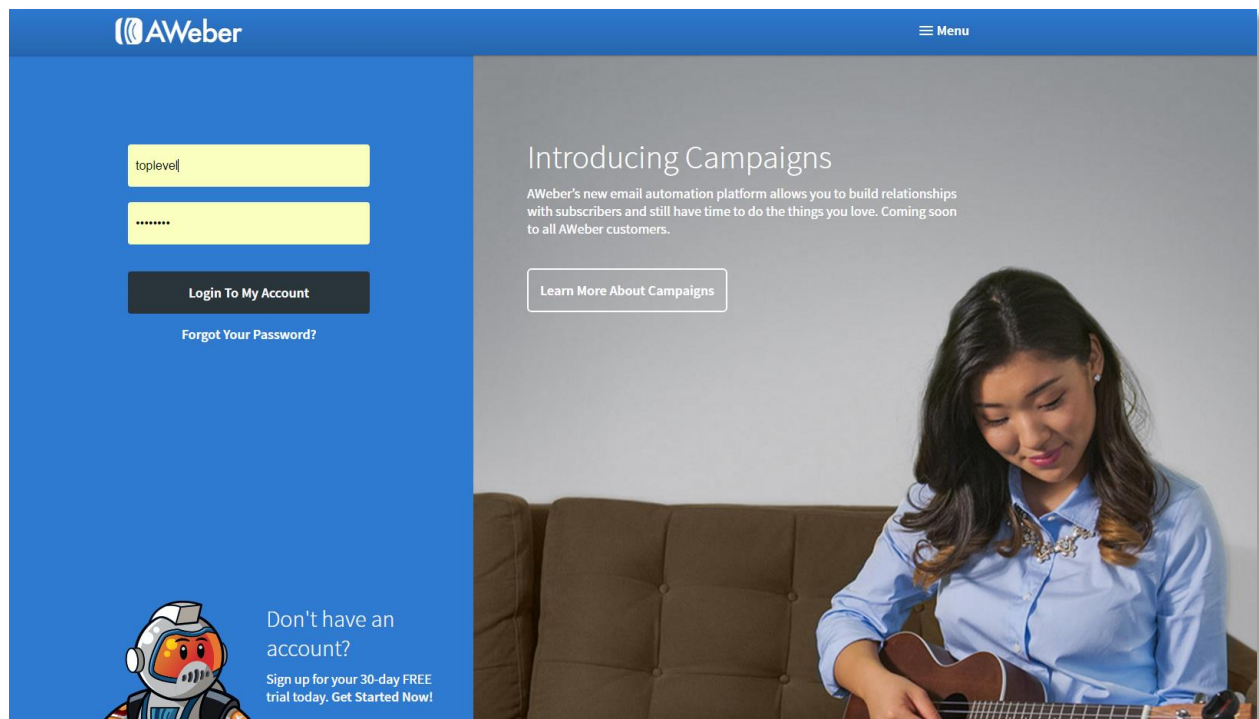 AWeber
Menu
toplevel
••••••••
Login To My Account
Forgot Your Password?
Introducing Campaigns
AWeber's new email automation platform allows you to build relationships
with subscribers and still have time to do the things you love. Coming soon
to all AWeber customers.
Learn More About Campaigns
Don't have an
account?
Sign up for your 30-day FREE
trial today. Get Started Now!